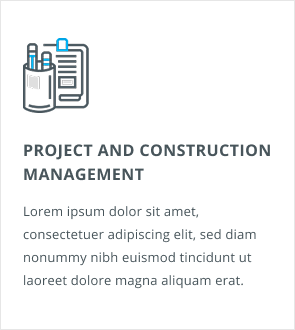 PROJECT AND CONSTRUCTION
MANAGEMENT
Lorem ipsum dolor sit amet,
consectetuer adipiscing elit, sed diam
nonummy nibh euismod tincidunt ut
laoreet dolore magna aliquam erat.